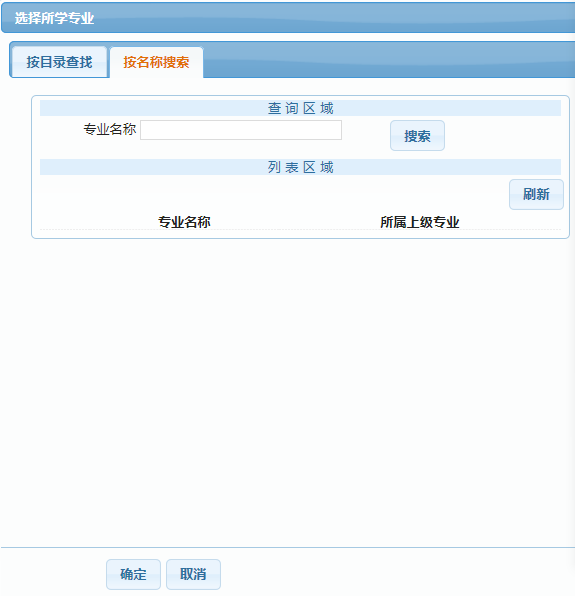 选择所学专业
按目录查找 按名称搜索
查 询 区 域
专业名称 搜索
列 表 区 域
刷新
专业名称 所属上级专业
确定 取消